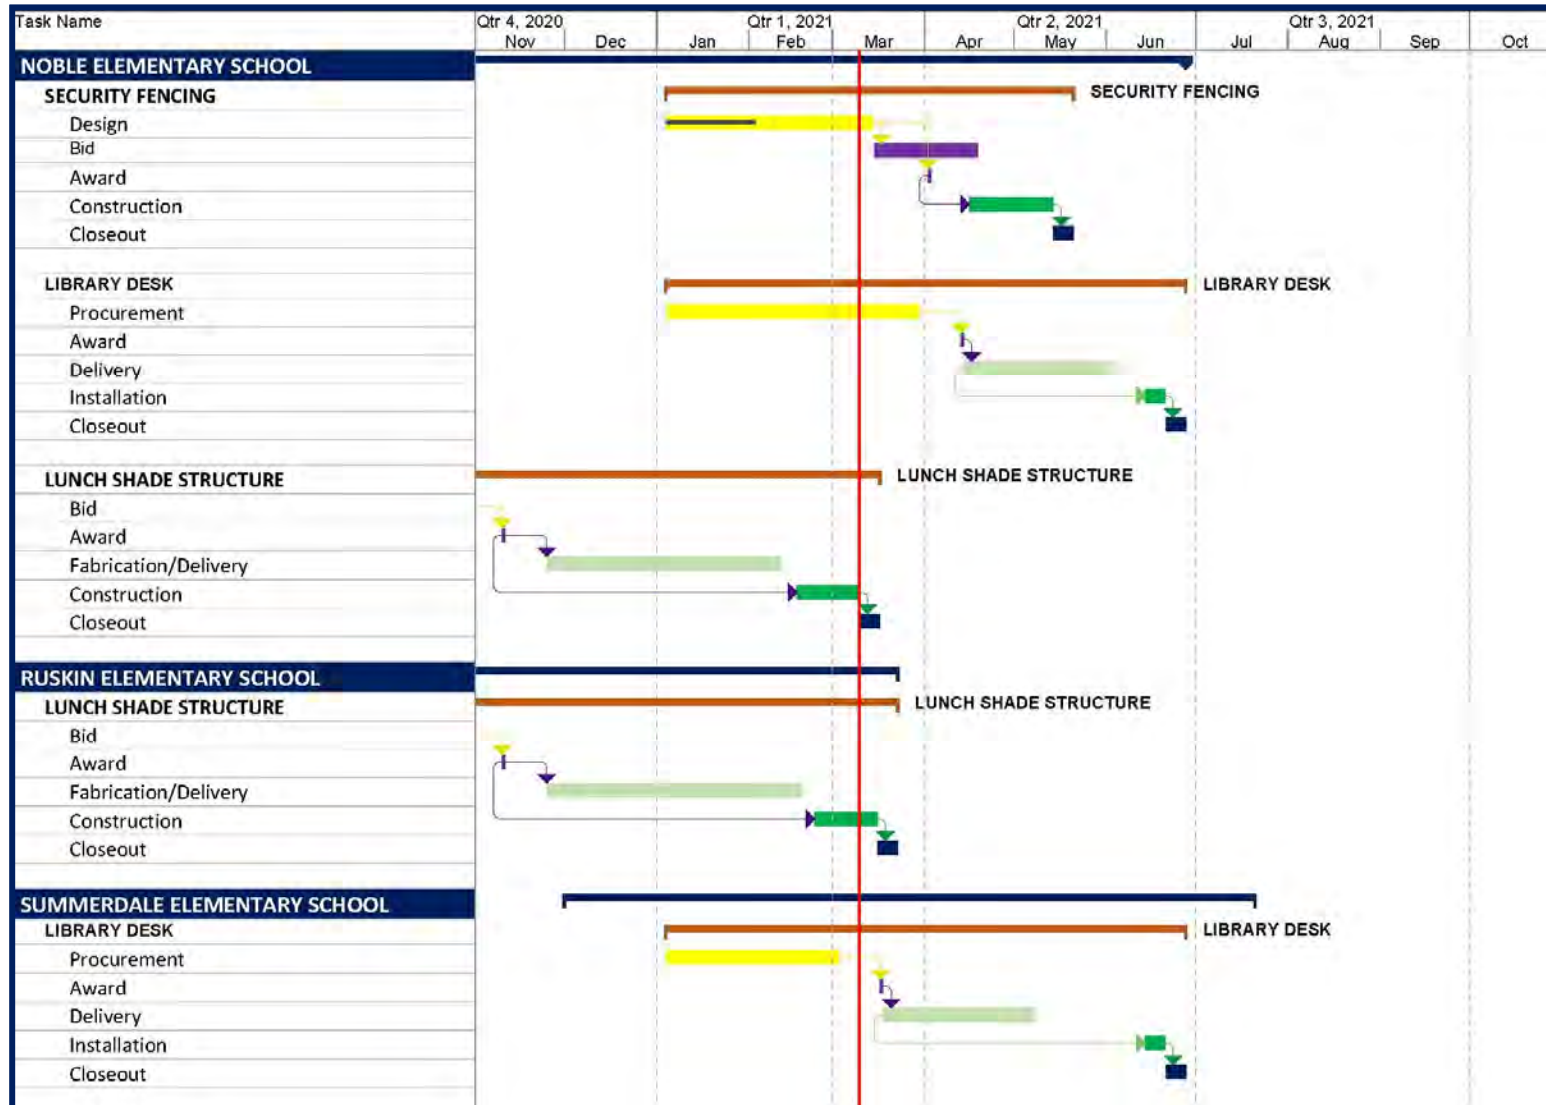 Task Name
Qtr 4, 2020 Qtr 1, 2021 Qtr 2, 2021 Qtr 3, 2021
Nov Dec Jan Feb Mar Apr May Jun Jul Aug Sep Oct
NOBLE ELEMENTARY SCHOOL
SECURITY FENCING SECURITY FENCING
Design
Bid
Award
Construction
Closeout
LIBRARY DESK LIBRARY DESK
Procurement
Award
Delivery
Installation
Closeout
LUNCH SHADE STRUCTURE LUNCH SHADE STRUCTURE
Bid
Award
Fabrication/Delivery
Construction
Closeout
RUSKIN ELEMENTARY SCHOOL
LUNCH SHADE STRUCTURE LUNCH SHADE STRUCTURE
Bid
Award
Fabrication/Delivery
Construction
Closeout
SUMMERDALE ELEMENTARY SCHOOL
LIBRARY DESK LIBRARY DESK
Procurement
Award
Delivery
Installation
Closeout